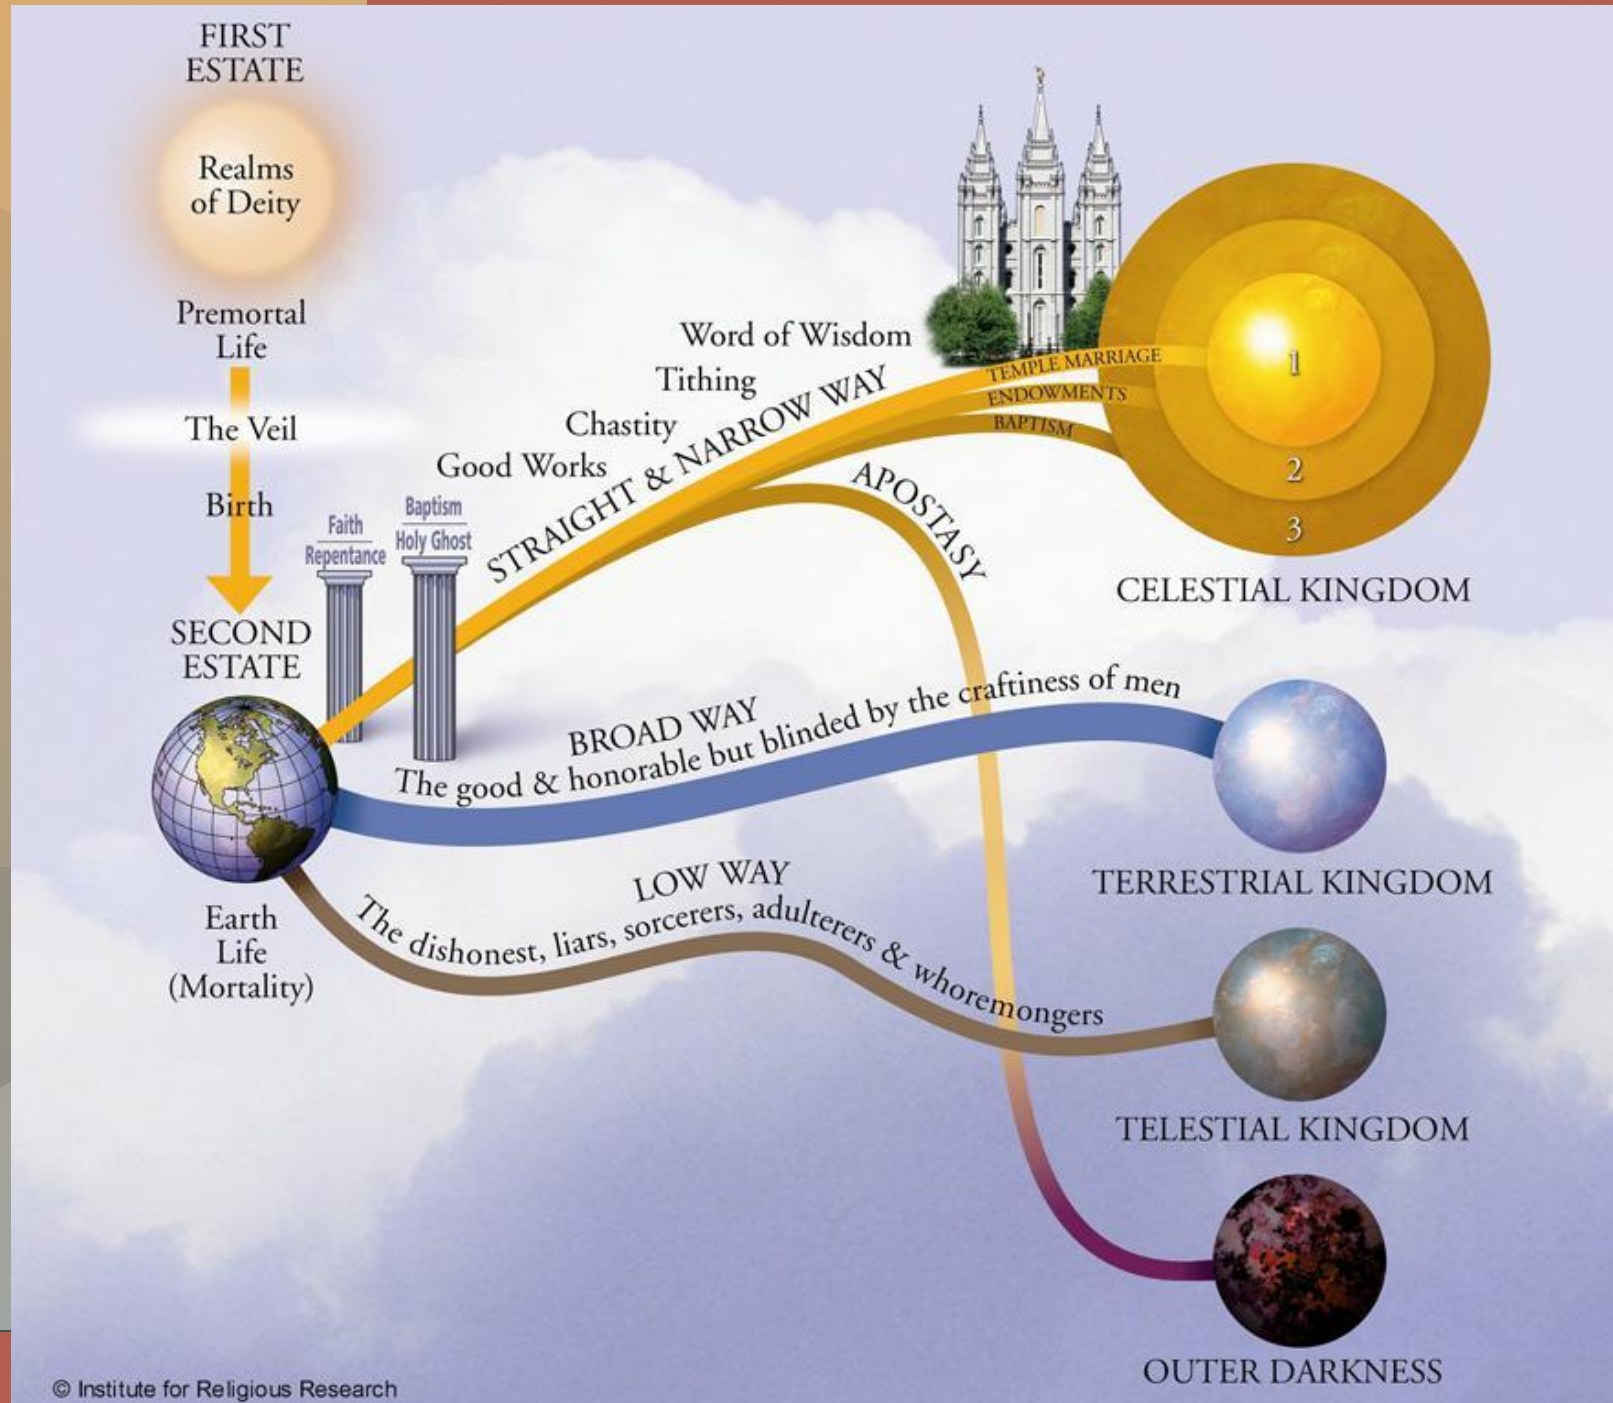 FIRST
ESTATE
Realms
of Deity
Premortal
Life
The Veil
Birth
SECOND
ESTATE
Earth
Life
(Mortality)
Faith
Repentance
Baptism
Holy Ghost
Good Works
Chastity
Tithing
Word of Wisdom
STRAIGHT & NARROW WAY
TEMPLE MARRIAGE
ENDOWMENTS
BAPTISM
1
2
3
CELESTIAL KINGDOM
APOSTASY
BROAD WAY
The good & honorable but blinded by the craftiness of men
TERRESTRIAL KINGDOM
LOW WAY
The dishonest, liars, sorcerers, adulterers & whoremongers
TELESTIAL KINGDOM
OUTER DARKNESS
© Institute for Religious Research